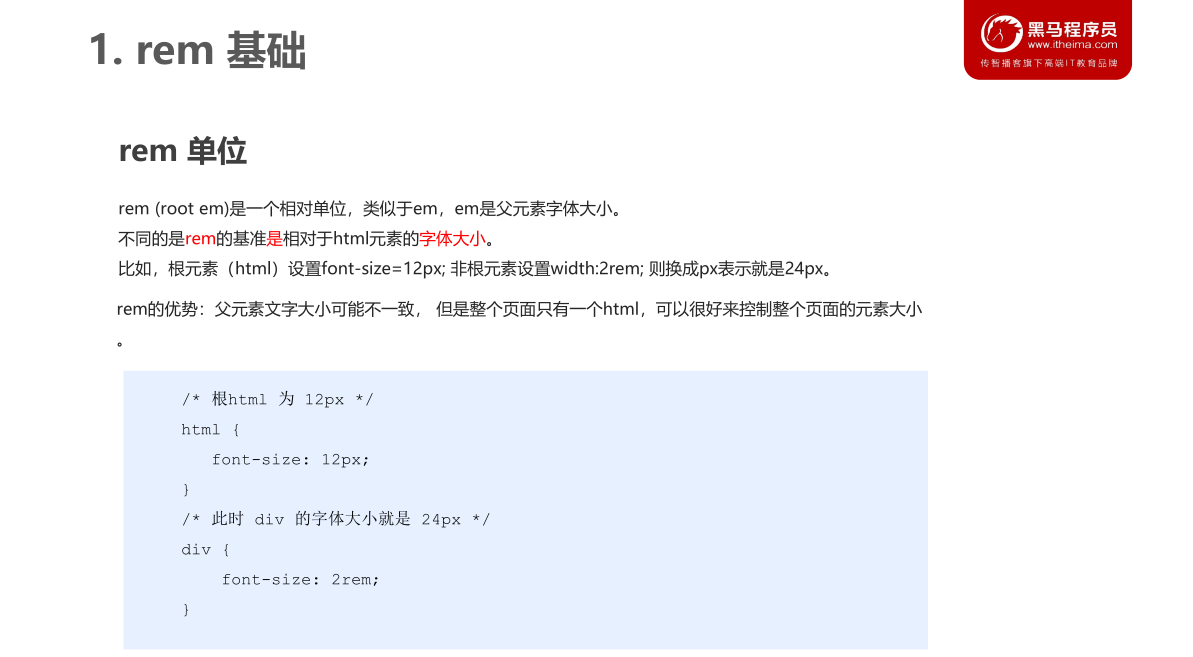 1. rem 基础
黑马程序员
www.itheima.com
传智播客旗下高端IT教育品牌
rem 单位
rem (root em)是一个相对单位，类似于em，em是父元素字体大小。
不同的是rem的基准是相对于html元素的字体大小。
比如，根元素（html）设置font-size=12px; 非根元素设置width:2rem; 则换成px表示就是24px。
rem的优势：父元素文字大小可能不一致， 但是整个页面只有一个html，可以很好来控制整个页面的元素大小
。
/* 根html 为 12px */
html {
font-size: 12px;
}
/* 此时 div 的字体大小就是 24px */
div {
font-size: 2rem;
}